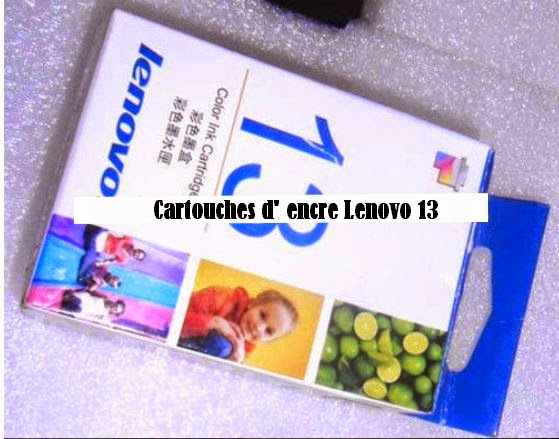 lenovo
Color Ink Cartridge
彩色墨盒
彩色墨水匣
13
Cartouches d' encre Lenovo 13